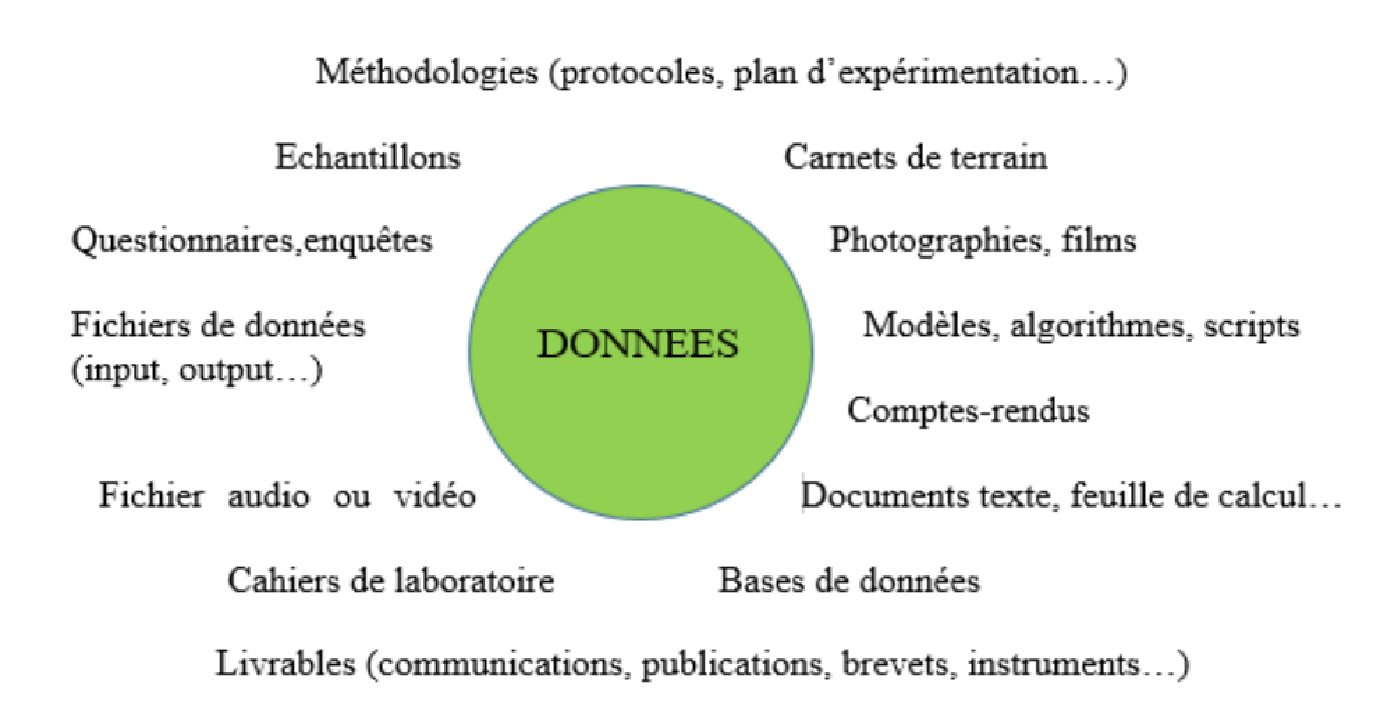 Méthodologies (protocoles, plan d’expérimentation…)
Echantillons
Carnets de terrain
Questionnaires,enquêtes
Photographies, films
Fichiers de données
(input, output…)
DONNEES
Modèles, algorithmes, scripts
Comptes-rendus
Fichier audio ou vidéo
Documents texte, feuille de calcul…
Cahiers de laboratoire
Bases de données
Livrables (communications, publications, brevets, instruments…)